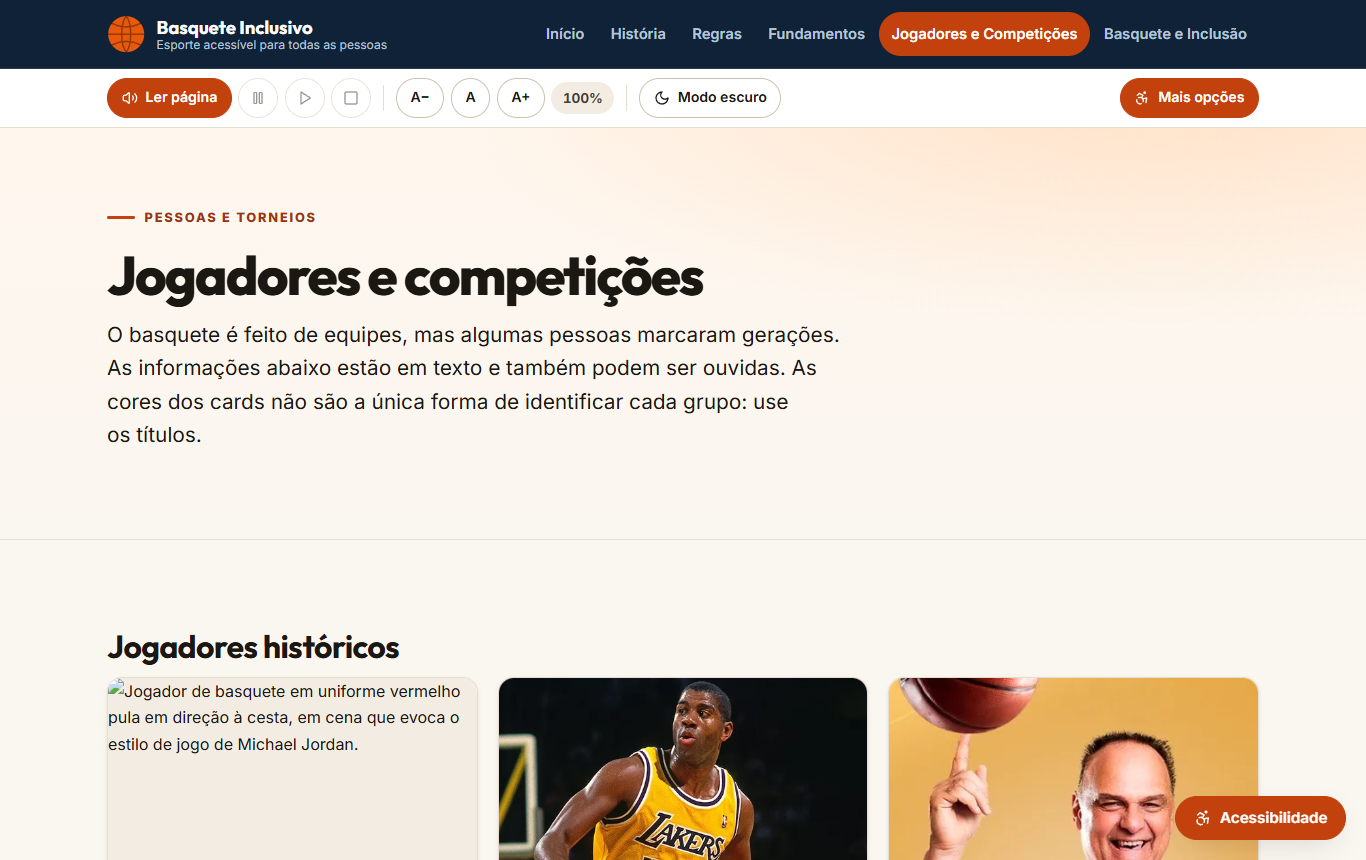 Basquete Inclusivo
Esporte acessível para todas as pessoas
Início
História
Regras
Fundamentos
Jogadores e Competições
Basquete e Inclusão
Ler página
A−
A
A+
100%
Modo escuro
Mais opções
PESSOAS E TORNEIOS
Jogadores e competições
O basquete é feito de equipes, mas algumas pessoas marcaram gerações.
As informações abaixo estão em texto e também podem ser ouvidas. As
cores dos cards não são a única forma de identificar cada grupo: use
os títulos.
Jogadores históricos
Jogador de basquete em uniforme vermelho
pula em direção à cesta, em cena que evoca o
estilo de jogo de Michael Jordan.
LAKERS
Acessibilidade